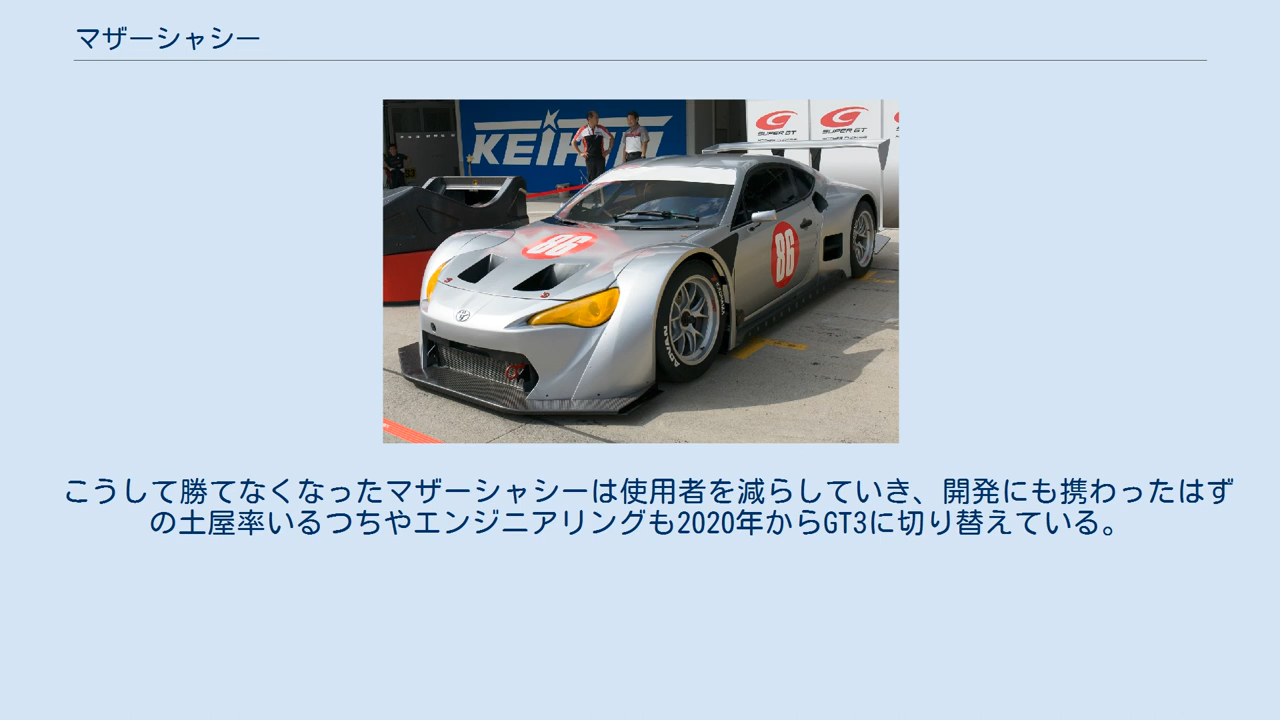 マザーシャシー
KEIHIN
SUPER GT
SUPER GT
86
86
ADVAN
こうして勝てなくなったマザーシャシーは使用者を減らしていき、開発にも携わったはず
の土屋率いるつちやエンジニアリングも2020年からGT3に切り替えている。